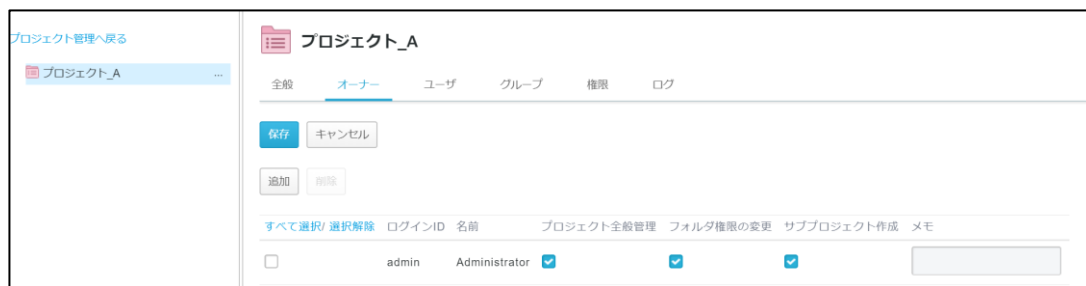 プロジェクト管理へ戻る
プロジェクト_A ...
プロジェクト_A
全般 オーナー ユーザ グループ 権限 ログ
保存 キャンセル
追加 削除
すべて選択/ 選択解除 ログインID 名前 プロジェクト全般管理 フォルダ権限の変更 サブプロジェクト作成 メモ
admin Administrator